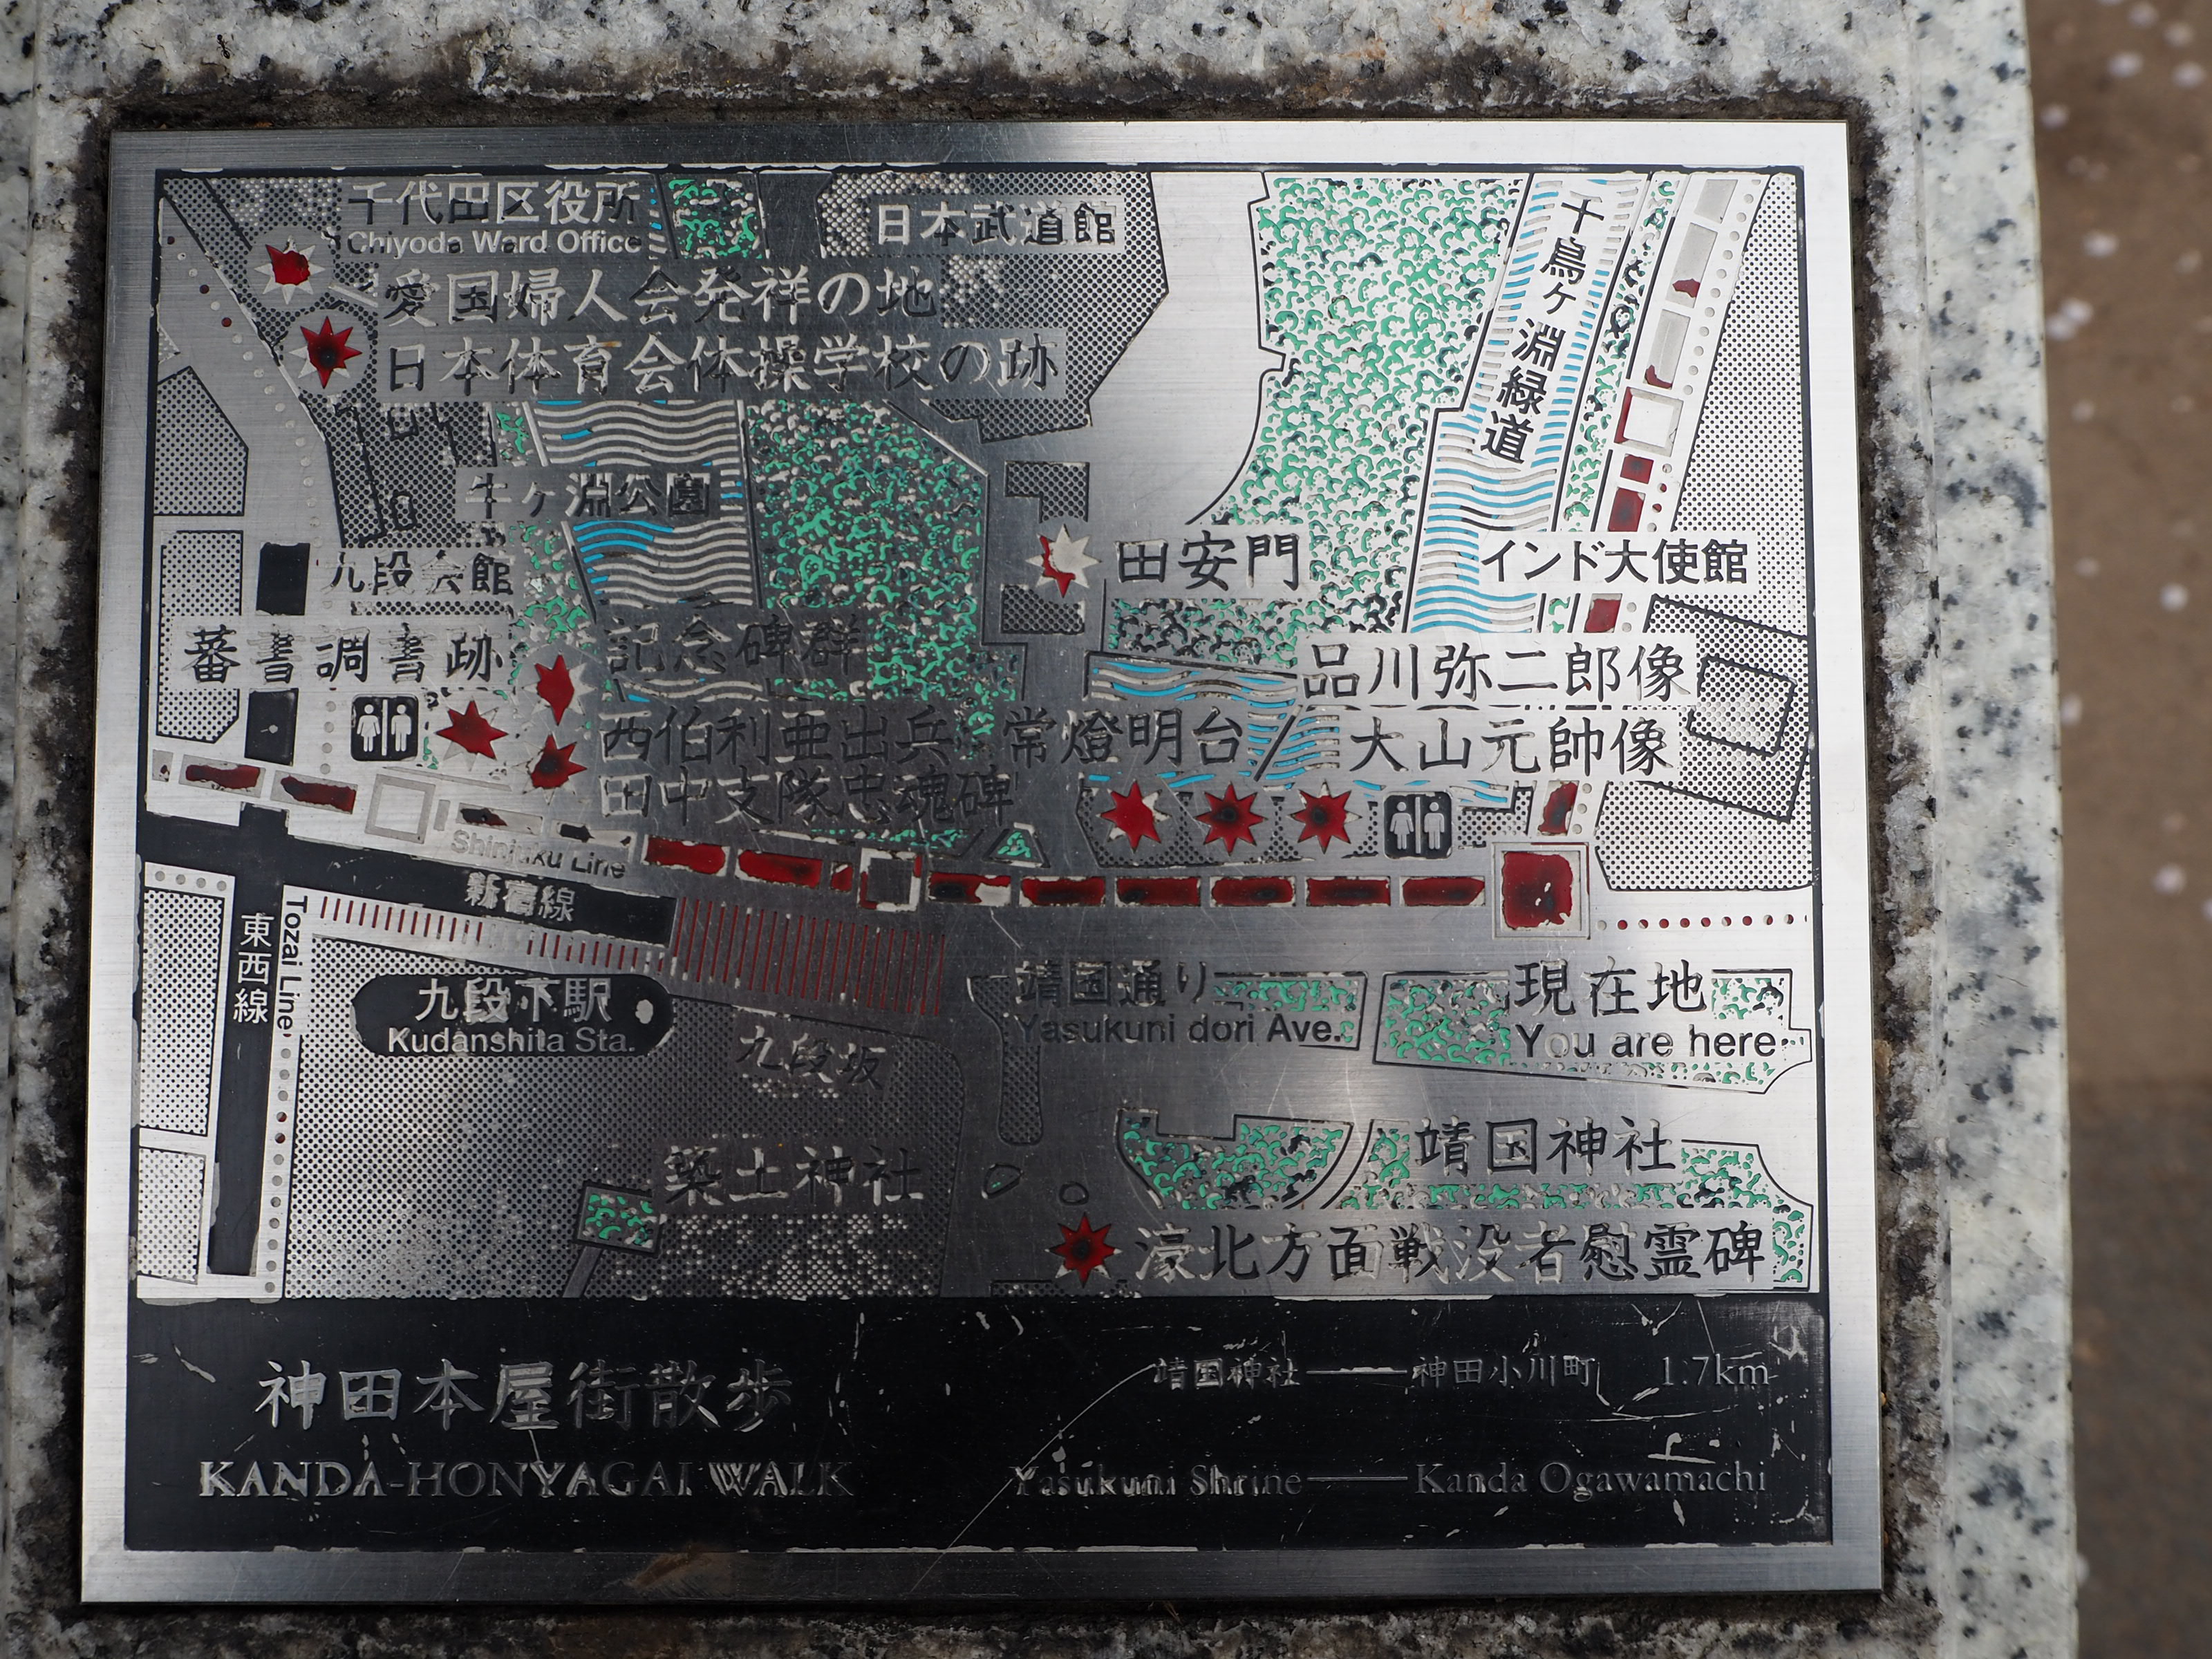 千代田区役所
Chiyoda Ward Office
日本武道館
千鳥ヶ淵緑道
愛国婦人会発祥の地
日本体育会体操学校の跡
牛ヶ淵公園
九段会館
田安門
インド大使館
蕃書調書跡
記念碑群
品川弥二郎像
西伯利亜出兵
田中支隊忠魂碑
常燈明台/大山元帥像
Shinjuku Line
新宿線
東西線
Tozai Line
九段下駅
Kudanshita Sta.
九段坂
靖国通り
Yasukuni dori Ave.
現在地
You are here
築土神社
靖国神社
濠北方面戦没者慰霊碑
神田本屋街散歩
KANDA-HONYAGAI WALK
靖国神社——神田小川町 1.7km
Yasukuni Shrine——Kanda Ogawamachi